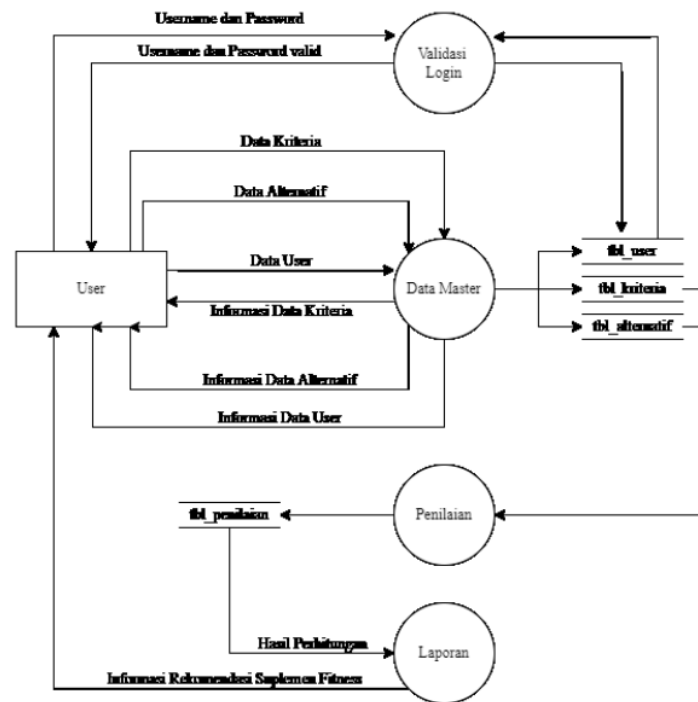 Username dan Password
Username dan Password valid
Validasi
Login
Data Kriteria
Data Alternatif
Data User
User
Data Master
tbl_user
tbl_kriteria
tbl_alternatif
Informasi Data Kriteria
Informasi Data Alternatif
Informasi Data User
tbl_penilaian
Penilaian
Hasil Perhitungan
Laporan
Informasi Rekomendasi Suplemen Fitness